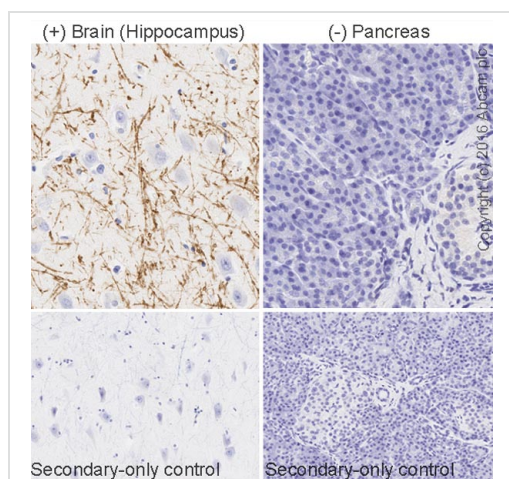 (+) Brain (Hippocampus)
(-) Pancreas
Copyright (c) 2016 Abcam plc
Secondary-only control
Secondary-only control